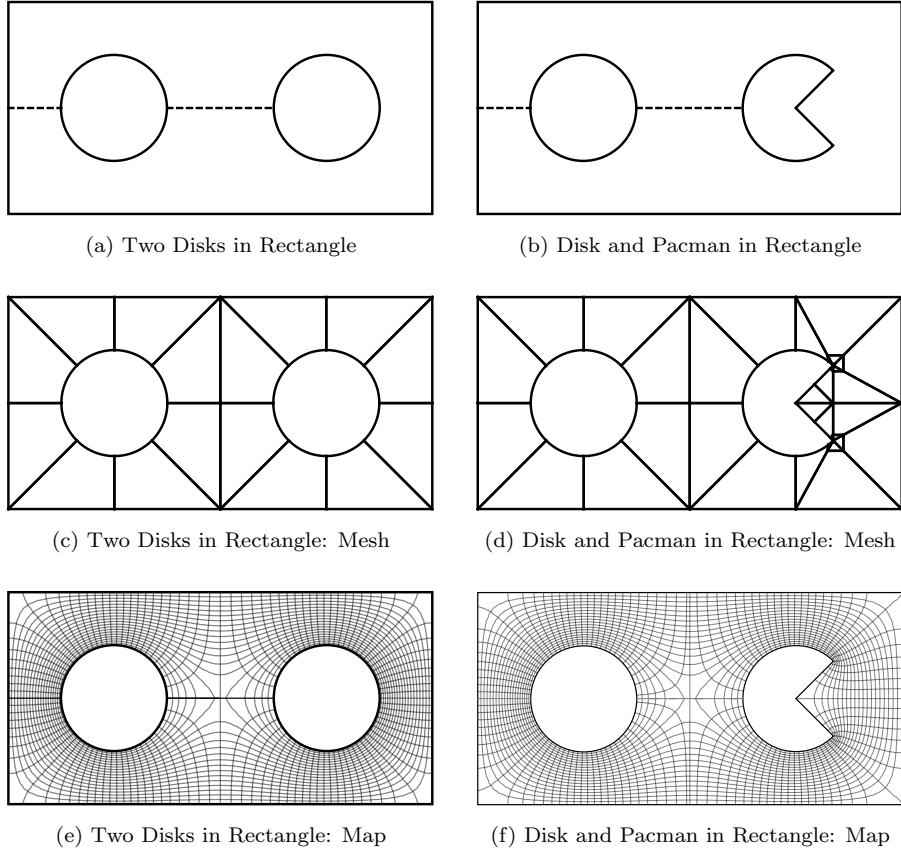 (a) Two Disks in Rectangle
(b) Disk and Pacman in Rectangle
(c) Two Disks in Rectangle: Mesh
(d) Disk and Pacman in Rectangle: Mesh
(e) Two Disks in Rectangle: Map
(f) Disk and Pacman in Rectangle: Map